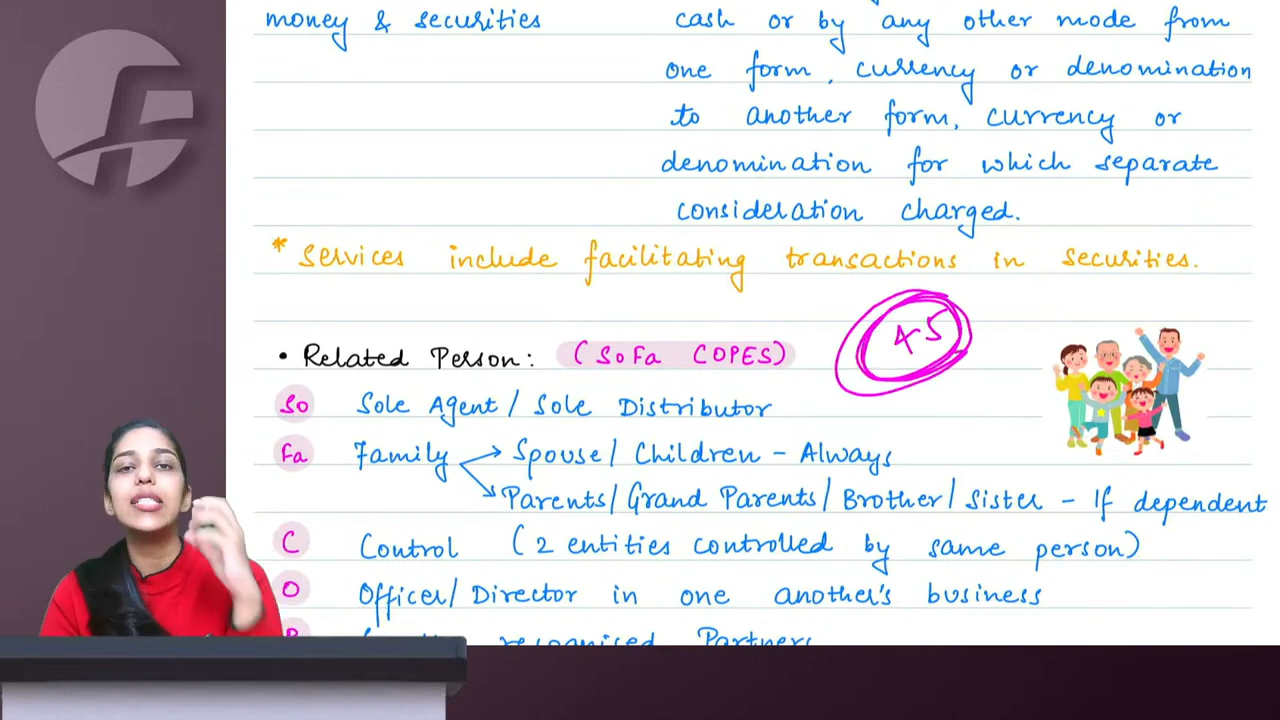 money & securities cash or by any other mode from
one form, currency or denomination
to another form, currency or
denomination for which separate
consideration charged.
* Services include facilitating transactions in securities.
45
• Related Person: (SoFa COPES)
So Sole Agent / Sole Distributor
Fa Family → Spouse / Children - Always
→ Parents / Grand Parents / Brother / Sister - If dependent
C Control (2 entities controlled by same person)
O Officer / Director in one another's business
recognised Partners